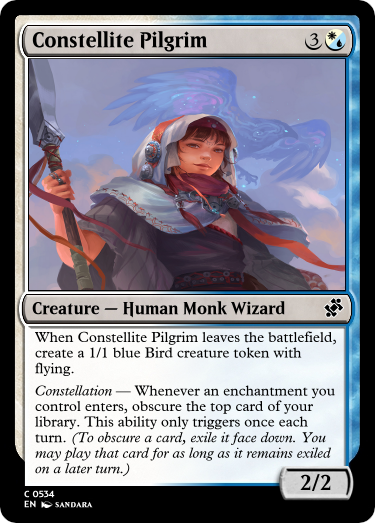 Constellite Pilgrim 3
Creature — Human Monk Wizard
When Constellite Pilgrim leaves the battlefield,
create a 1/1 blue Bird creature token with
flying.
Constellation — Whenever an enchantment you
control enters, obscure the top card of your
library. This ability only triggers once each
turn. (To obscure a card, exile it face down. You
may play that card for as long as it remains exiled
on a later turn.)
2/2
C 0534
EN SANDARA